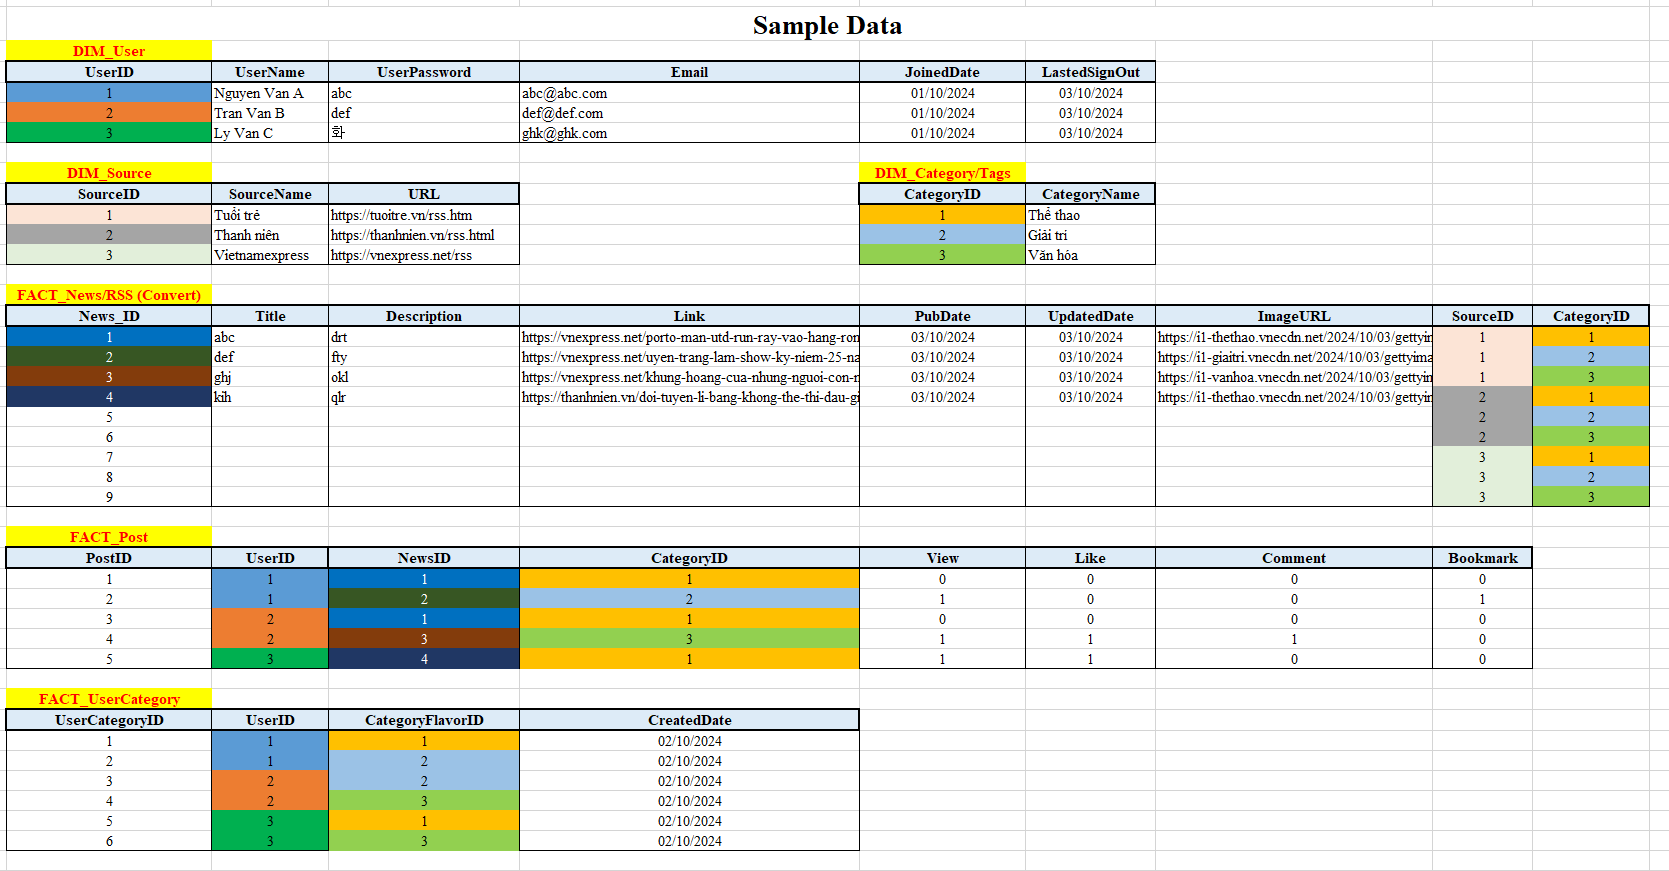 Sample Data
DIM_User
UserID UserName UserPassword Email JoinedDate LastedSignOut
1 Nguyen Van A abc abc@abc.com 01/10/2024 03/10/2024
2 Tran Van B def def@def.com 01/10/2024 03/10/2024
3 Ly Van C 화 ghk@ghk.com 01/10/2024 03/10/2024
DIM_Source DIM_Category/Tags
SourceID SourceName URL CategoryID CategoryName
1 Tuổi trẻ https://tuoitre.vn/rss.htm 1 Thể thao
2 Thanh niên https://thanhnien.vn/rss.html 2 Giải trí
3 Vietnamexpress https://vnexpress.net/rss 3 Văn hóa
FACT_News/RSS (Convert)
News_ID Title Description Link PubDate UpdatedDate ImageURL SourceID CategoryID
1 abc drt https://vnexpress.net/porto-man-utd-run-ray-vao-hang-ron 03/10/2024 03/10/2024 https://i1-thethao.vnecdn.net/2024/10/03/gettyin 1 1
2 def fty https://vnexpress.net/uyen-trang-lam-show-ky-niem-25-na 03/10/2024 03/10/2024 https://i1-giaitri.vnecdn.net/2024/10/03/gettyima 1 2
3 ghj okl https://vnexpress.net/khung-hoang-cua-nhung-nguoi-con-n 03/10/2024 03/10/2024 https://i1-vanhoa.vnecdn.net/2024/10/03/gettyin 1 3
4 kih qlr https://thanhnien.vn/doi-tuyen-li-bang-khong-the-thi-dau-gi 03/10/2024 03/10/2024 https://i1-thethao.vnecdn.net/2024/10/03/gettyin 2 1
5 2 2
6 2 3
7 3 1
8 3 2
9 3 3
FACT_Post
PostID UserID NewsID CategoryID View Like Comment Bookmark
1 1 1 1 0 0 0 0
2 1 2 2 1 0 0 1
3 2 1 1 0 0 0 0
4 2 3 3 1 1 1 0
5 3 4 1 1 1 0 0
FACT_UserCategory
UserCategoryID UserID CategoryFlavorID CreatedDate
1 1 1 02/10/2024
2 1 2 02/10/2024
3 2 2 02/10/2024
4 2 3 02/10/2024
5 3 1 02/10/2024
6 3 3 02/10/2024